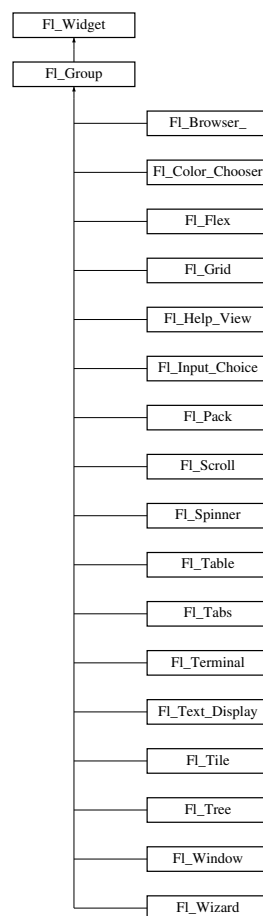 Fl_Widget
Fl_Group
Fl_Browser_
Fl_Color_Chooser
Fl_Flex
Fl_Grid
Fl_Help_View
Fl_Input_Choice
Fl_Pack
Fl_Scroll
Fl_Spinner
Fl_Table
Fl_Tabs
Fl_Terminal
Fl_Text_Display
Fl_Tile
Fl_Tree
Fl_Window
Fl_Wizard